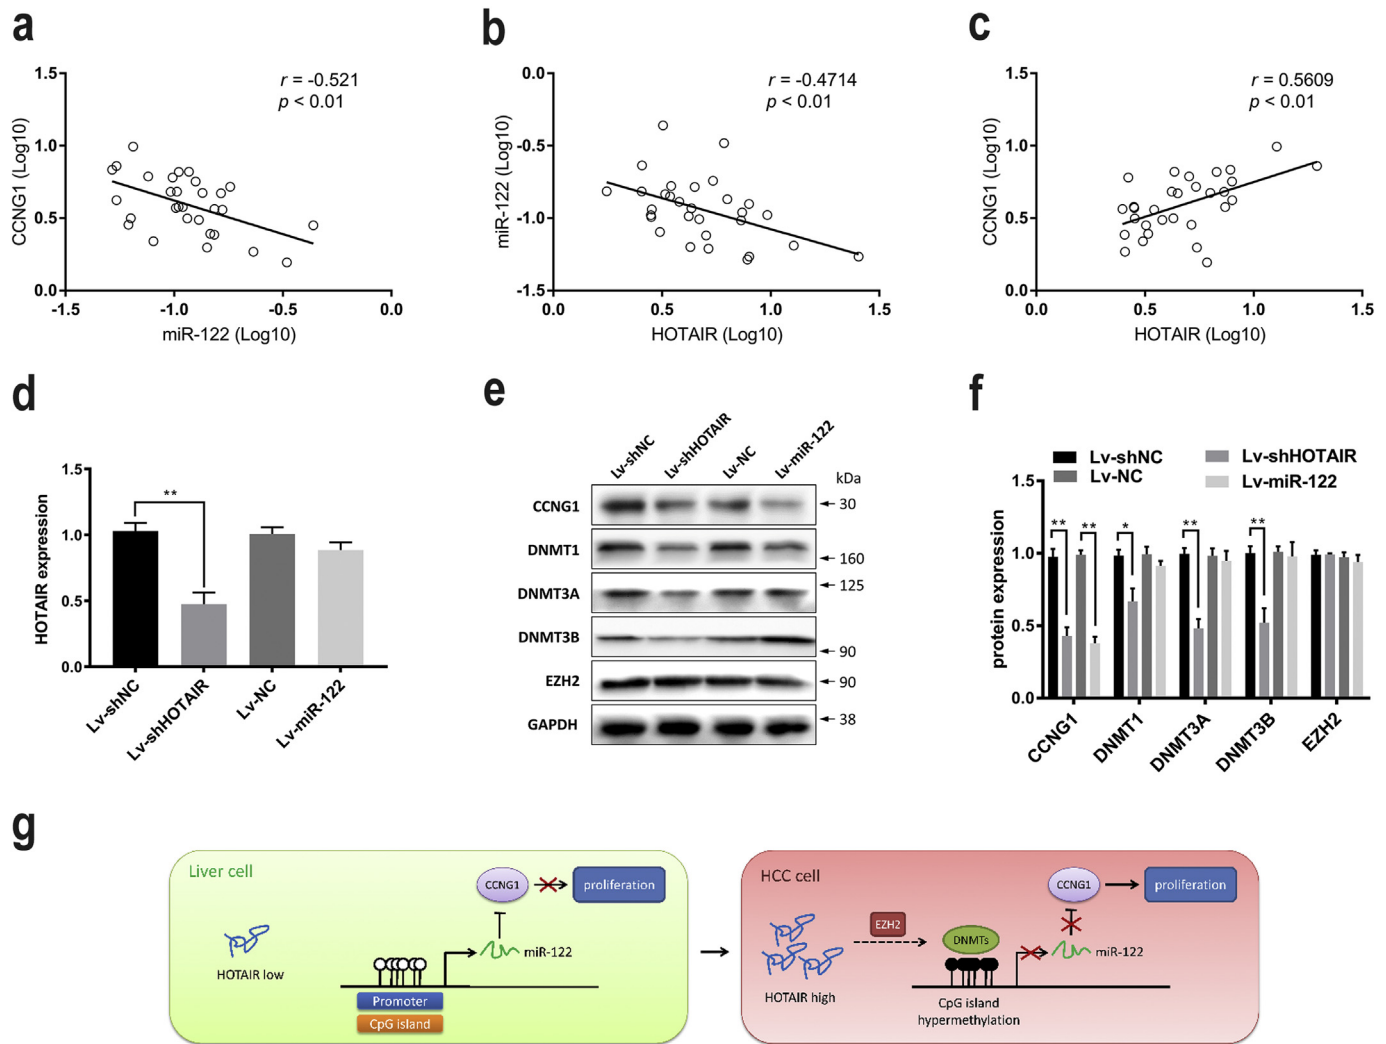 a
r = -0.521
p < 0.01
CCNG1 (Log10)
1.5
1.0
0.5
0.0
-1.5
-1.0
-0.5
0.0
miR-122 (Log10)
b
r = -0.4714
p < 0.01
miR-122 (Log10)
0.0
-0.5
-1.0
-1.5
0.0
0.5
1.0
1.5
HOTAIR (Log10)
c
r = 0.5609
p < 0.01
CCNG1 (Log10)
1.5
1.0
0.5
0.0
0.0
0.5
1.0
1.5
HOTAIR (Log10)
d
HOTAIR expression
1.5
1.0
0.5
0.0
**
Lv-shNC
Lv-shHOTAIR
Lv-NC
Lv-miR-122
e
Lv-shNC
Lv-shHOTAIR
Lv-NC
Lv-miR-122
kDa
CCNG1
30
DNMT1
160
DNMT3A
125
DNMT3B
90
EZH2
90
GAPDH
38
f
Lv-shNC
Lv-shHOTAIR
Lv-NC
Lv-miR-122
protein expression
1.5
1.0
0.5
0.0
**
**
*
**
**
CCNG1
DNMT1
DNMT3A
DNMT3B
EZH2
g
Liver cell
CCNG1
proliferation
HOTAIR low
miR-122
Promoter
CpG island
HCC cell
CCNG1
proliferation
EZH2
DNMTs
miR-122
HOTAIR high
CpG island
hypermethylation